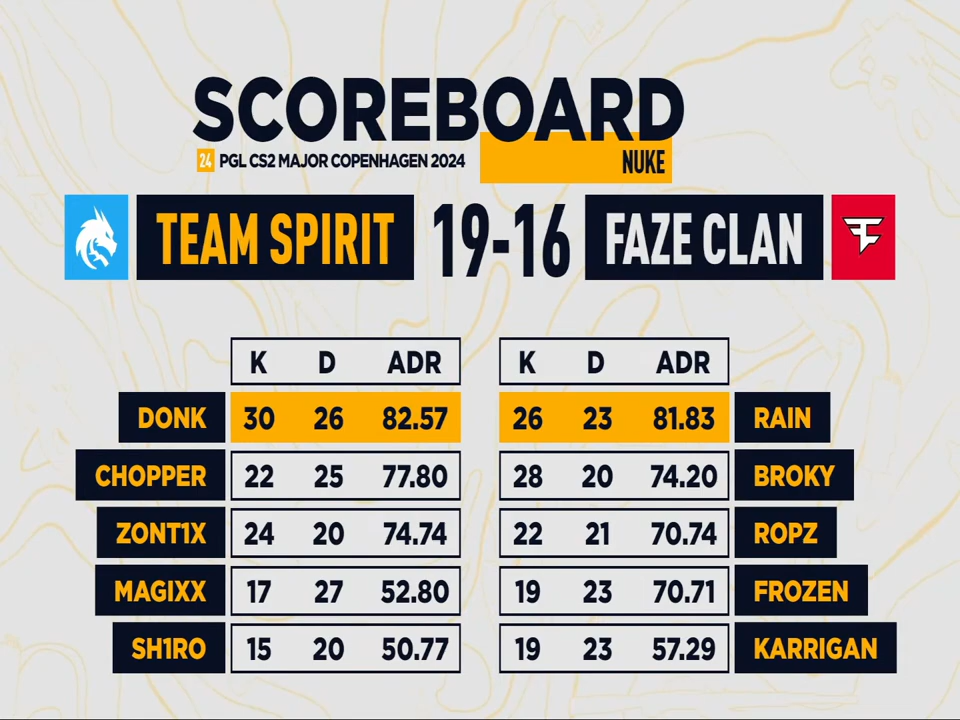 SCOREBOARD
24 PGL CS2 MAJOR COPENHAGEN 2024 NUKE
TEAM SPIRIT 19-16 FAZE CLAN
K D ADR K D ADR
DONK 30 26 82.57 26 23 81.83 RAIN
CHOPPER 22 25 77.80 28 20 74.20 BROKY
ZONT1X 24 20 74.74 22 21 70.74 ROPZ
MAGIXX 17 27 52.80 19 23 70.71 FROZEN
SH1RO 15 20 50.77 19 23 57.29 KARRIGAN